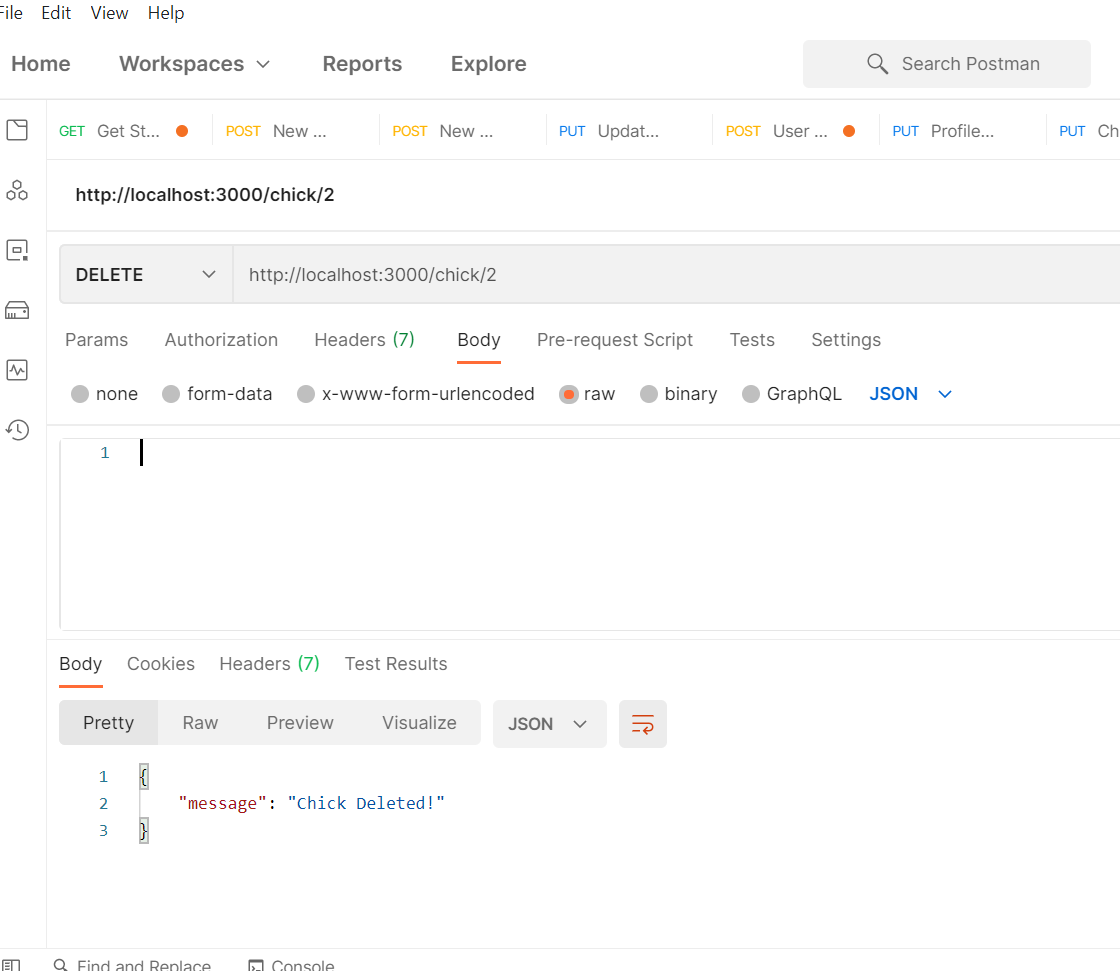 File Edit View Help
Home Workspaces Reports Explore Search Postman
GET Get St... POST New ... POST New ... PUT Updat... POST User ... PUT Profile... PUT Ch
http://localhost:3000/chick/2
DELETE http://localhost:3000/chick/2
Params Authorization Headers (7) Body Pre-request Script Tests Settings
none form-data x-www-form-urlencoded raw binary GraphQL JSON
1
Body Cookies Headers (7) Test Results
Pretty Raw Preview Visualize JSON
1 {
2 "message": "Chick Deleted!"
3 }
Find and Replace Console